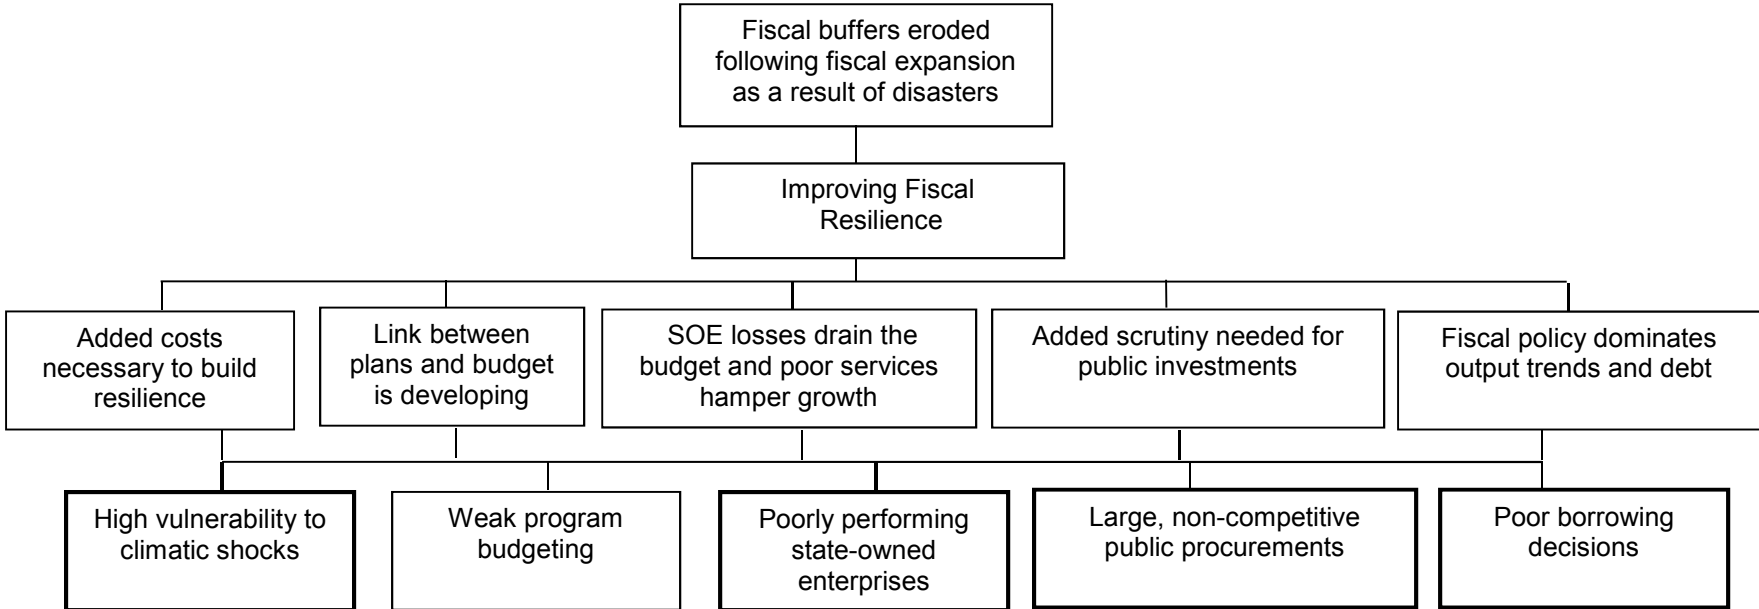 Fiscal buffers eroded
following fiscal expansion
as a result of disasters
Improving Fiscal
Resilience
Added costs
necessary to build
resilience
Link between
plans and budget
is developing
SOE losses drain the
budget and poor services
hamper growth
Added scrutiny needed for
public investments
Fiscal policy dominates
output trends and debt
High vulnerability to
climatic shocks
Weak program
budgeting
Poorly performing
state-owned
enterprises
Large, non-competitive
public procurements
Poor borrowing
decisions